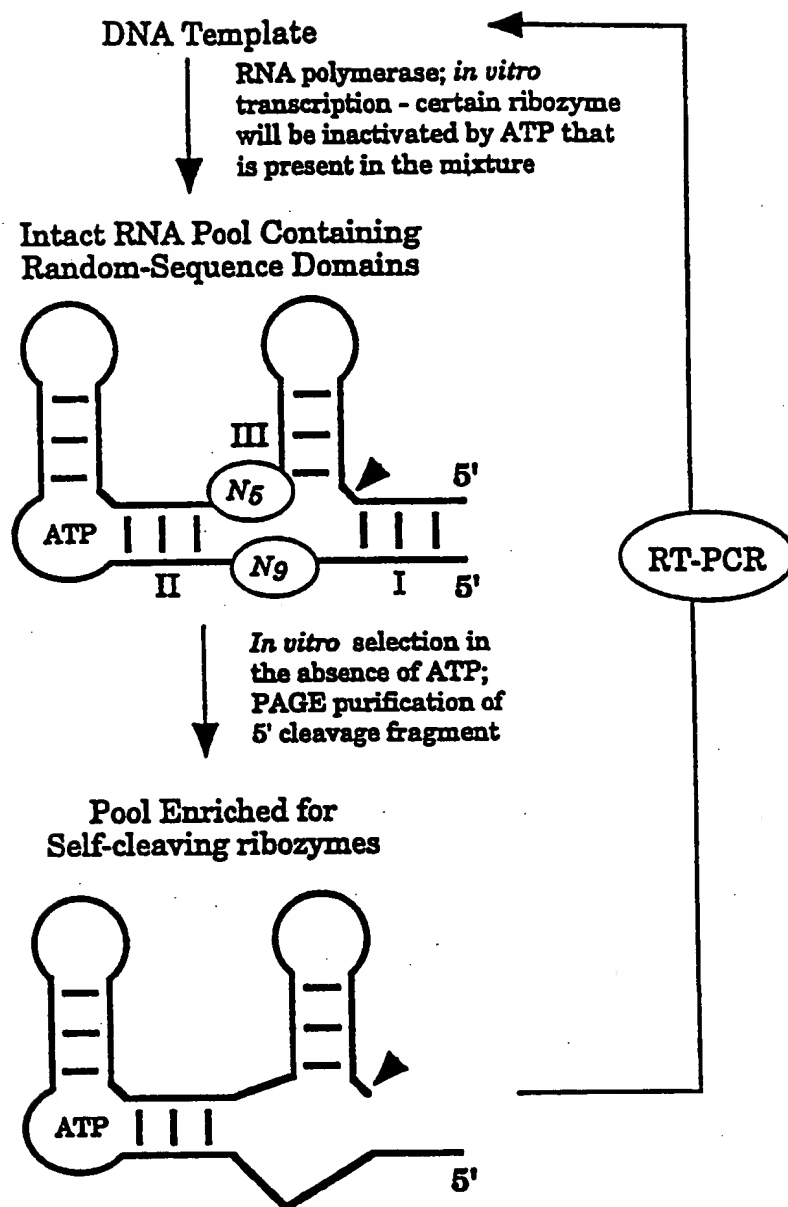 DNA Template
RNA polymerase; in vitro
transcription - certain ribozyme
will be inactivated by ATP that
is present in the mixture
Intact RNA Pool Containing
Random-Sequence Domains
III
N5
5'
ATP
N9
II
I
5'
RT-PCR
In vitro selection in
the absence of ATP;
PAGE purification of
5' cleavage fragment
Pool Enriched for
Self-cleaving ribozymes
ATP
5'